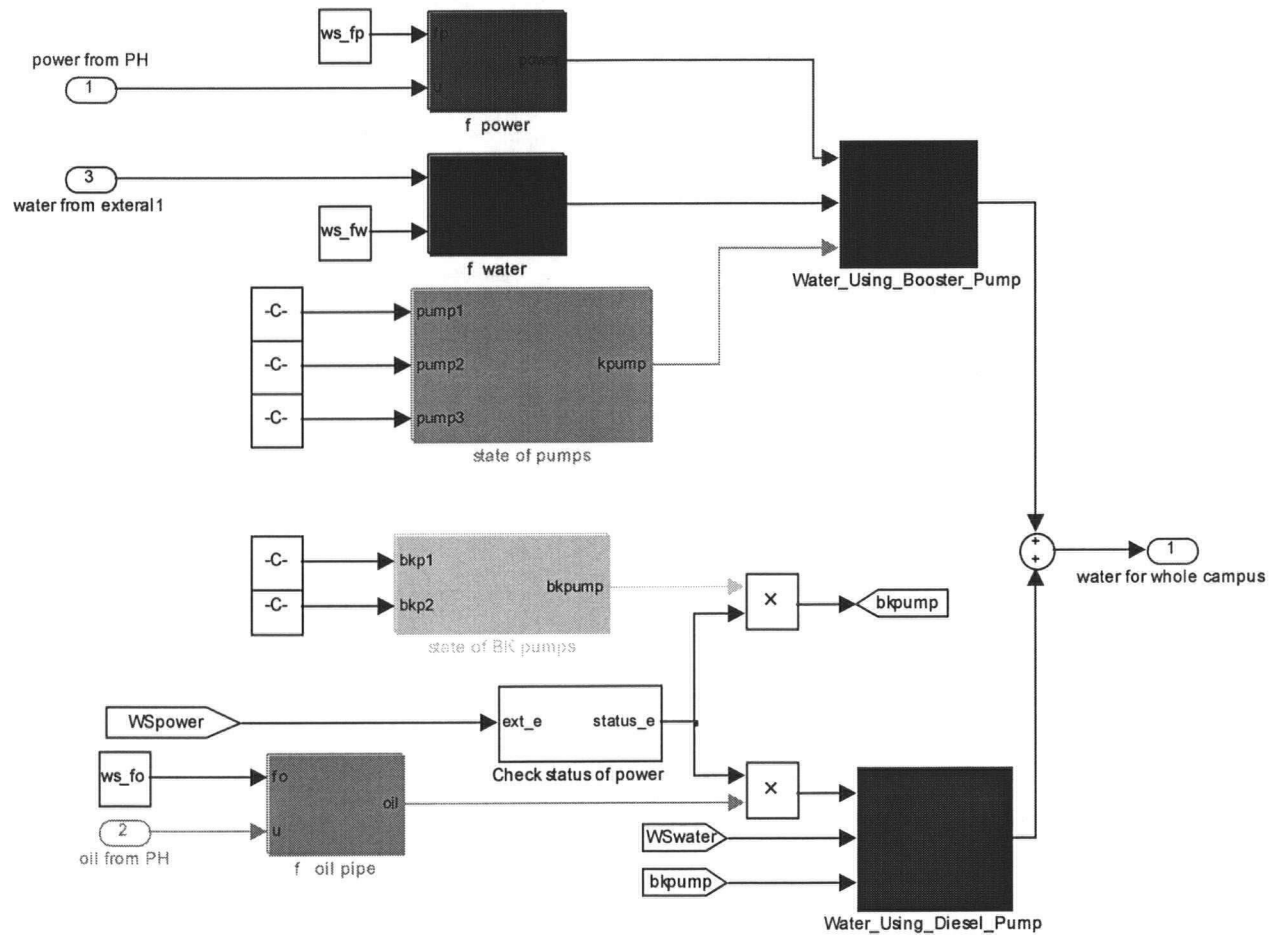 ws_fp
fp
power from PH
1
power
u
f power
3
water from exteral1
ws_fw
f water
Water_Using_Booster_Pump
-C-
pump1
-C-
pump2
kpump
-C-
pump3
state of pumps
-C-
bkp1
bkpump
-C-
bkp2
×
bkpump
state of BK pumps
+
+
1
water for whole campus
WSpower
ext_e
status_e
Check status of power
ws_fo
fo
oil
×
2
u
oil from PH
f oil pipe
WSwater
bkpump
Water_Using_Diesel_Pump